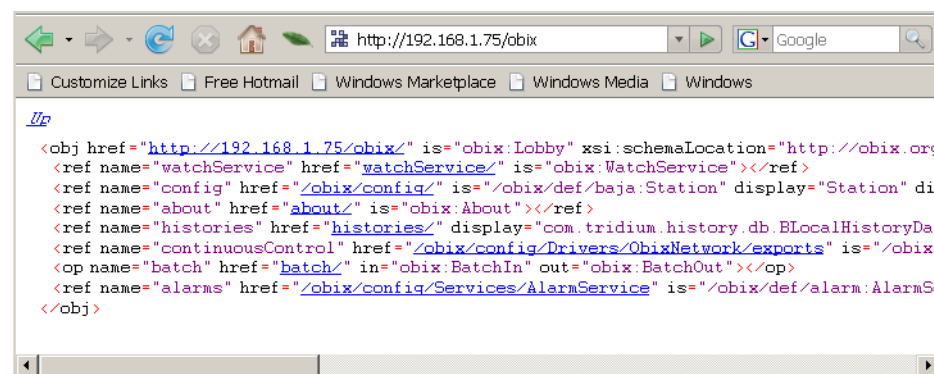 http://192.168.1.75/obix
G Google
Customize Links Free Hotmail Windows Marketplace Windows Media Windows
Up
<obj href="http://192.168.1.75/obix/" is="obix:Lobby" xsi:schemaLocation="http://obix.org
<ref name="watchService" href="watchService/" is="obix:WatchService"></ref>
<ref name="config" href="/obix/config/" is="/obix/def/baja:Station" display="Station" di
<ref name="about" href="about/" is="obix:About"></ref>
<ref name="histories" href="histories/" display="com.tridium.history.db.BLocalHistoryDa
<ref name="continuousControl" href="/obix/config/Drivers/ObixNetwork/exports" is="/obix
<op name="batch" href="batch/" in="obix:BatchIn" out="obix:BatchOut"></op>
<ref name="alarms" href="/obix/config/Services/AlarmService" is="/obix/def/alarm:AlarmS
</obj>